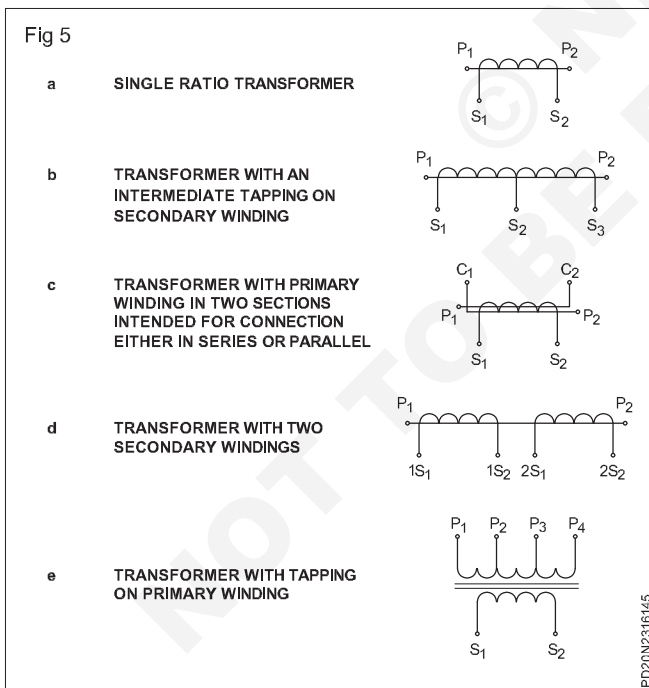 Fig 5
a SINGLE RATIO TRANSFORMER
P1 P2
S1 S2
b TRANSFORMER WITH AN
INTERMEDIATE TAPPING ON
SECONDARY WINDING
P1 P2
S1 S2 S3
c TRANSFORMER WITH PRIMARY
WINDING IN TWO SECTIONS
INTENDED FOR CONNECTION
EITHER IN SERIES OR PARALLEL
C1 C2
P1 P2
S1 S2
d TRANSFORMER WITH TWO
SECONDARY WINDINGS
P1 P2
1S1 1S2 2S1 2S2
e TRANSFORMER WITH TAPPING
ON PRIMARY WINDING
P1 P2 P3 P4
S1 S2
PD20N2316145
© N
NOT TO BE